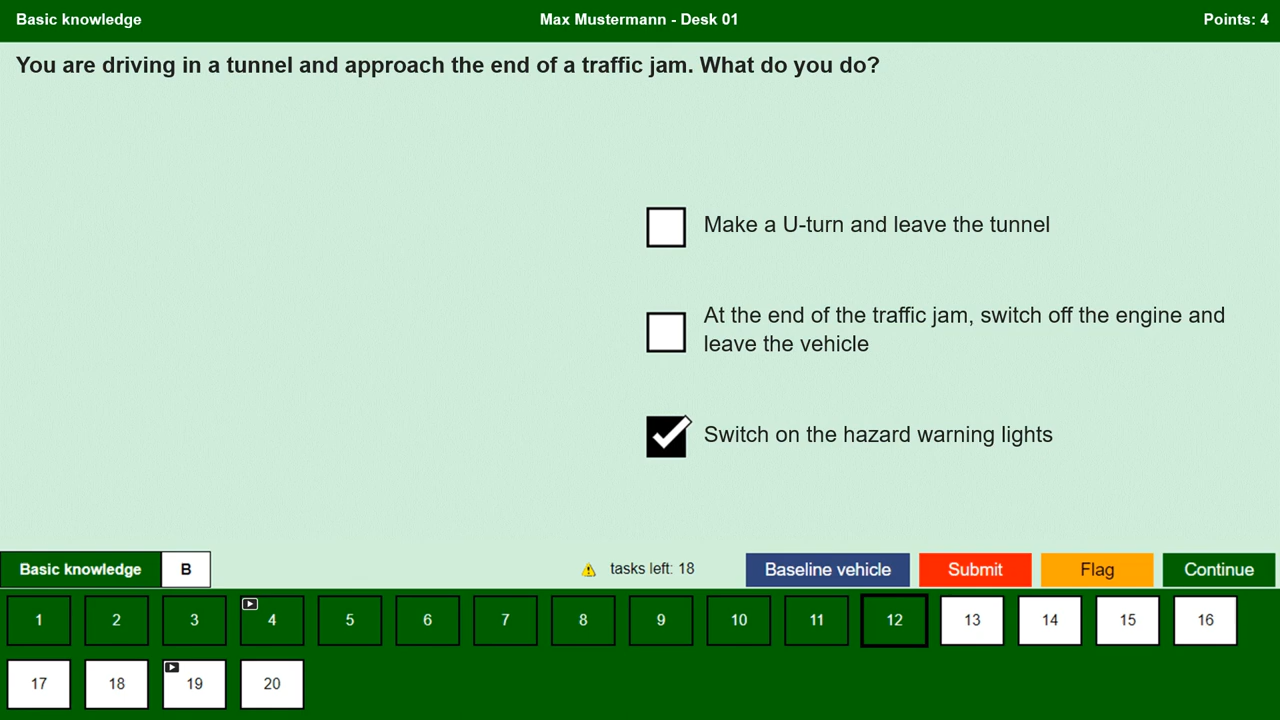 Basic knowledge Max Mustermann - Desk 01 Points: 4
You are driving in a tunnel and approach the end of a traffic jam. What do you do?
Make a U-turn and leave the tunnel
At the end of the traffic jam, switch off the engine and
leave the vehicle
Switch on the hazard warning lights
Basic knowledge B tasks left: 18 Baseline vehicle Submit Flag Continue
1 2 3 4 5 6 7 8 9 10 11 12 13 14 15 16
17 18 19 20